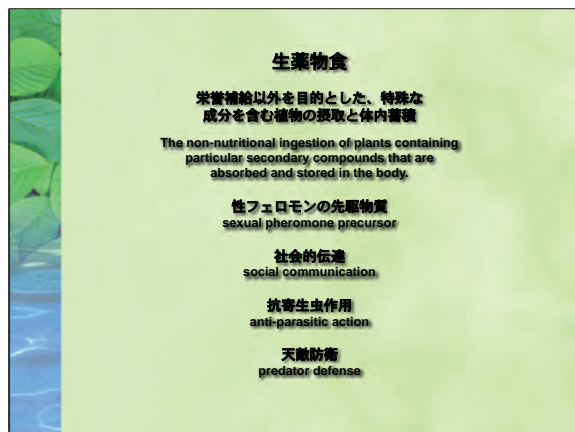 生薬物食
栄誉補給以外を目的とした、特殊な
成分を含む植物の摂取と体内蓄積
The non-nutritional ingestion of plants containing
particular secondary compounds that are
absorbed and stored in the body.
性フェロモンの先駆物質
sexual pheromone precursor
社会的伝達
social communication
抗寄生虫作用
anti-parasitic action
天敵防衛
predator defense